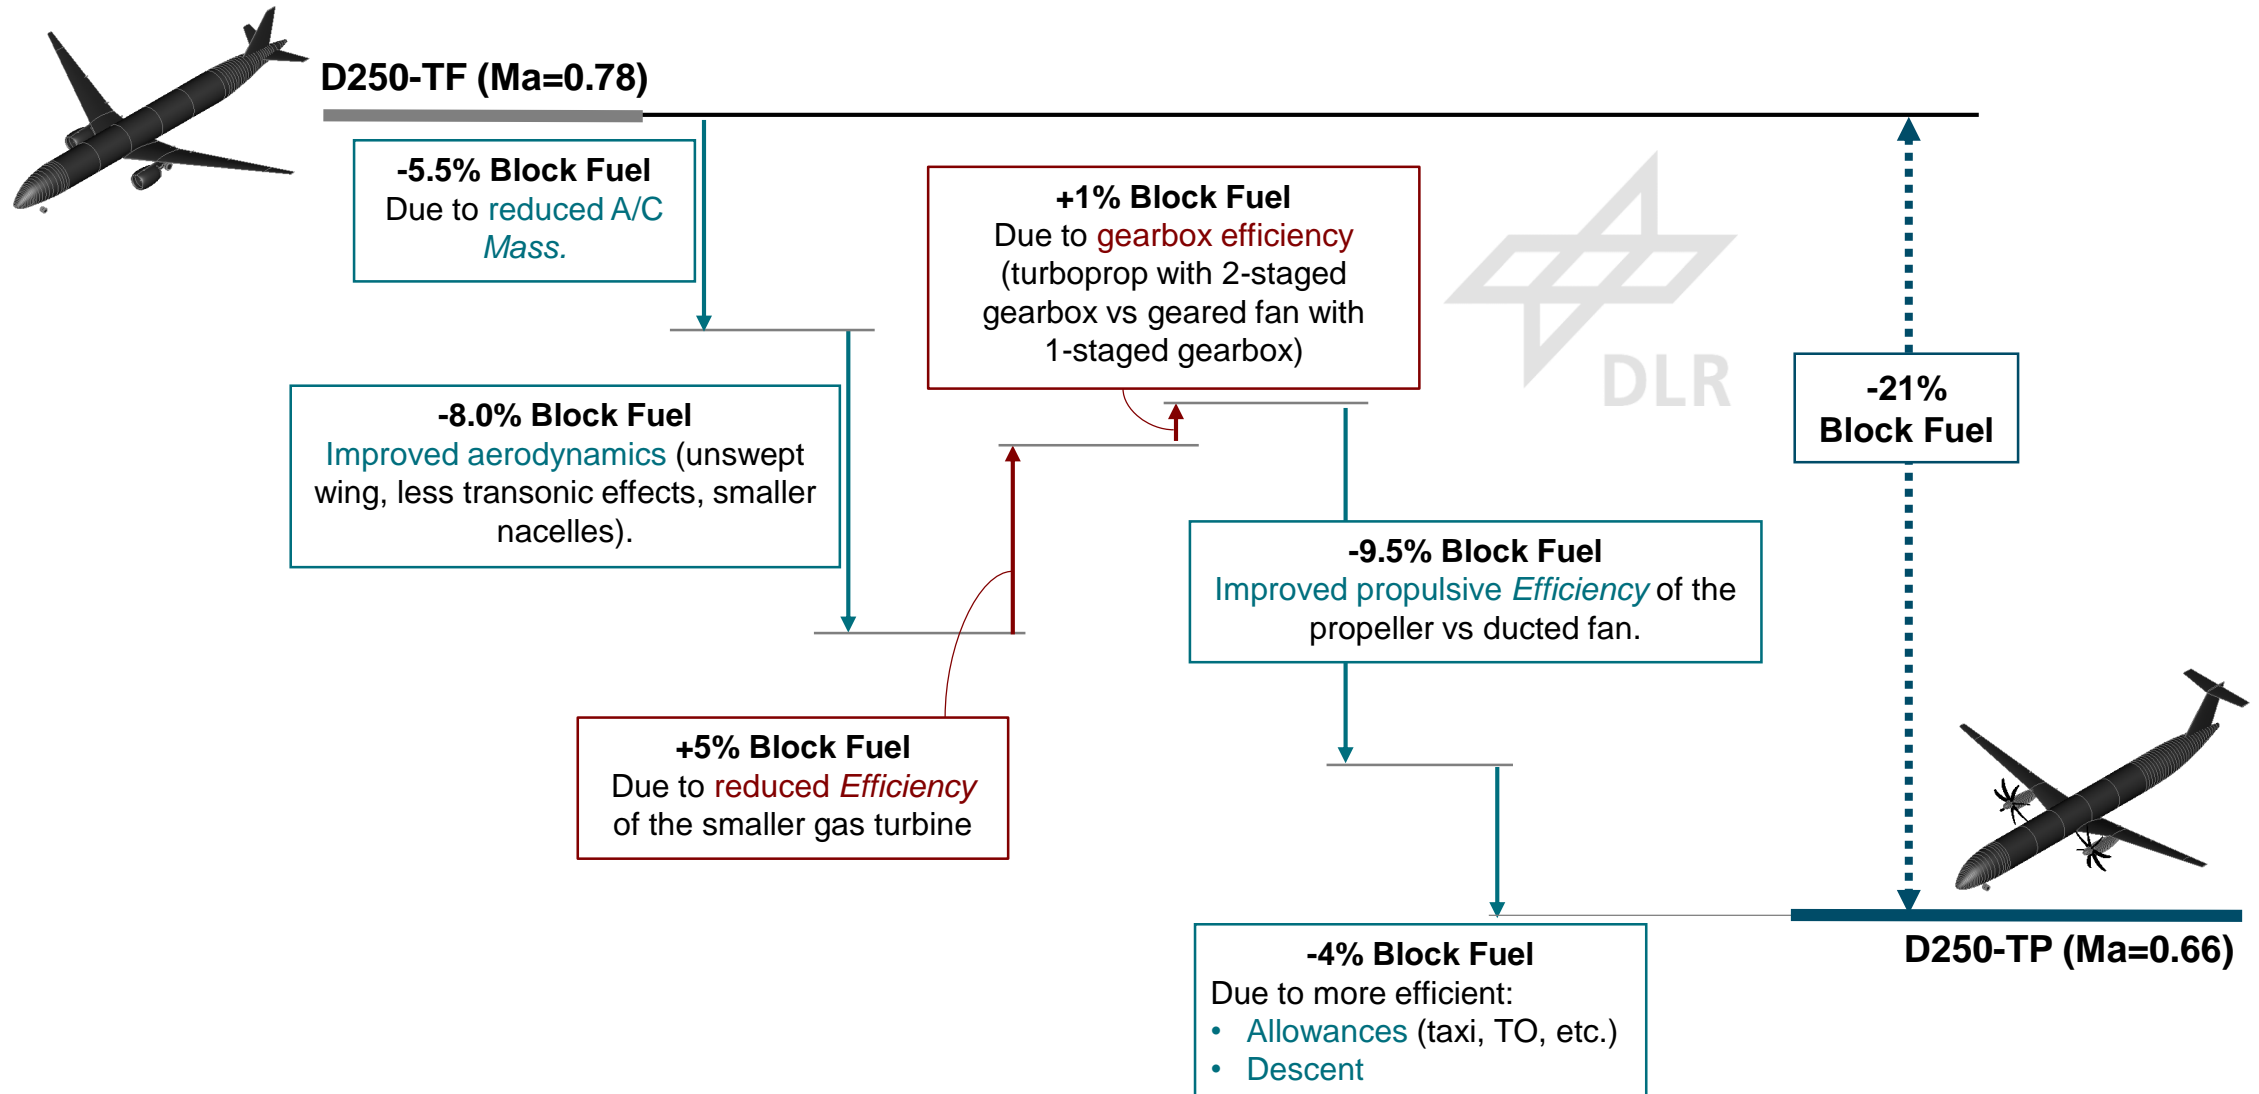 D250-TF (Ma=0.78)
-5.5% Block Fuel
Due to reduced A/C
Mass.
+1% Block Fuel
Due to gearbox efficiency
(turboprop with 2-staged
gearbox vs geared fan with
1-staged gearbox)
DLR
-21%
Block Fuel
-8.0% Block Fuel
Improved aerodynamics (unswept
wing, less transonic effects, smaller
nacelles).
-9.5% Block Fuel
Improved propulsive Efficiency of the
propeller vs ducted fan.
+5% Block Fuel
Due to reduced Efficiency
of the smaller gas turbine
D250-TP (Ma=0.66)
-4% Block Fuel
Due to more efficient:
• Allowances (taxi, TO, etc.)
• Descent